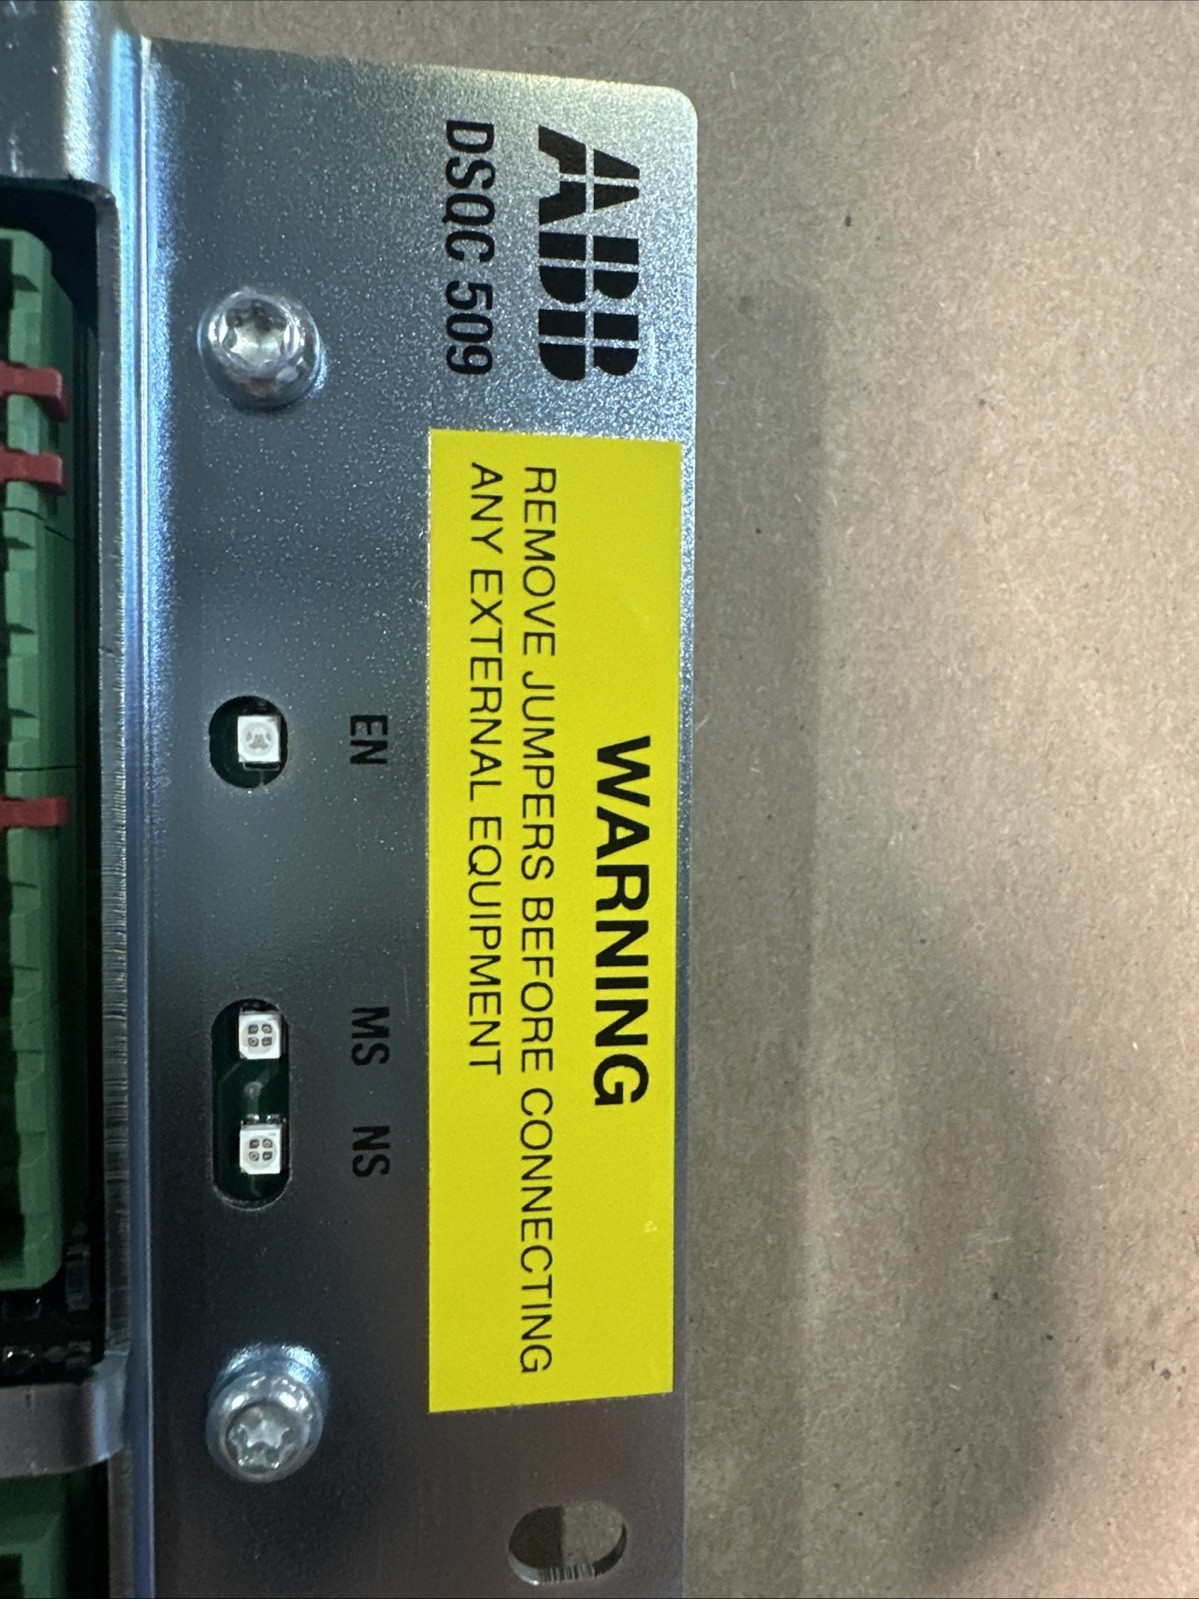 ABB
DSQC 509
WARNING
REMOVE JUMPERS BEFORE CONNECTING
ANY EXTERNAL EQUIPMENT
EN
MS NS